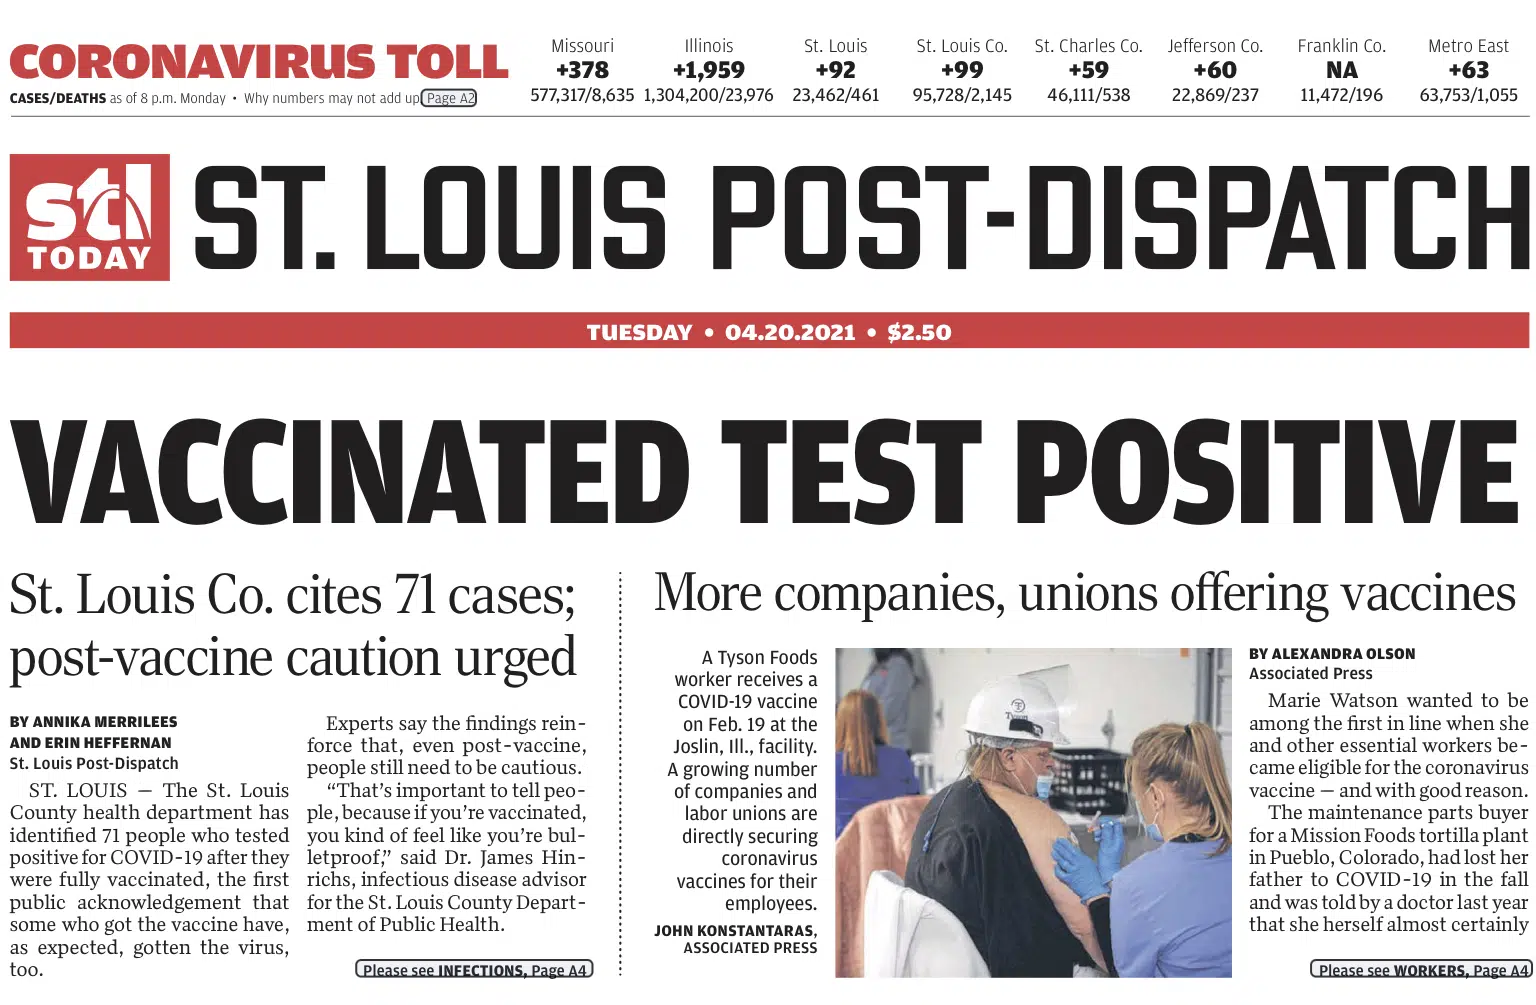 CORONAVIRUS TOLL
CASES/DEATHS as of 8 p.m. Monday • Why numbers may not add up Page A2
Missouri
+378
577,317/8,635
Illinois
+1,959
1,304,200/23,976
St. Louis
+92
23,462/461
St. Louis Co.
+99
95,728/2,145
St. Charles Co.
+59
46,111/538
Jefferson Co.
+60
22,869/237
Franklin Co.
NA
11,472/196
Metro East
+63
63,753/1,055
stl
TODAY
ST. LOUIS POST-DISPATCH
TUESDAY • 04.20.2021 • $2.50
VACCINATED TEST POSITIVE
St. Louis Co. cites 71 cases;
post-vaccine caution urged
BY ANNIKA MERRILEES
AND ERIN HEFFERNAN
St. Louis Post-Dispatch
ST. LOUIS — The St. Louis
County health department has
identified 71 people who tested
positive for COVID-19 after they
were fully vaccinated, the first
public acknowledgement that
some who got the vaccine have,
as expected, gotten the virus,
too.
Experts say the findings rein-
force that, even post-vaccine,
people still need to be cautious.
“That’s important to tell peo-
ple, because if you’re vaccinated,
you kind of feel like you’re bul-
letproof,” said Dr. James Hin-
richs, infectious disease advisor
for the St. Louis County Depart-
ment of Public Health.
Please see INFECTIONS, Page A4
More companies, unions offering vaccines
A Tyson Foods
worker receives a
COVID-19 vaccine
on Feb. 19 at the
Joslin, Ill., facility.
A growing number
of companies and
labor unions are
directly securing
coronavirus
vaccines for their
employees.
JOHN KONSTANTARAS,
ASSOCIATED PRESS
Tyson
BY ALEXANDRA OLSON
Associated Press
Marie Watson wanted to be
among the first in line when she
and other essential workers be-
came eligible for the coronavirus
vaccine — and with good reason.
The maintenance parts buyer
for a Mission Foods tortilla plant
in Pueblo, Colorado, had lost her
father to COVID-19 in the fall
and was told by a doctor last year
that she herself almost certainly
Please see WORKERS, Page A4